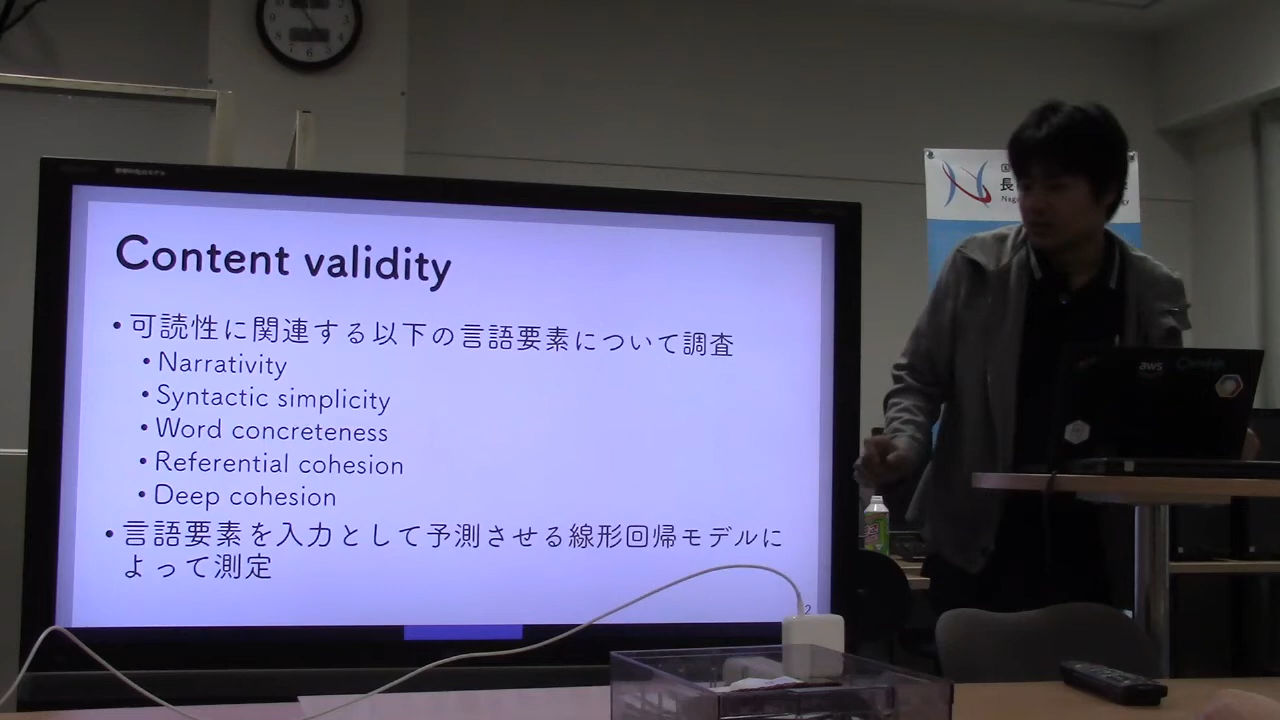 Content validity
• 可読性に関連する以下の言語要素について調査
• Narrativity
• Syntactic simplicity
• Word concreteness
• Referential cohesion
• Deep cohesion
• 言語要素を入力として予測させる線形回帰モデルに
よって測定
2
長
aws